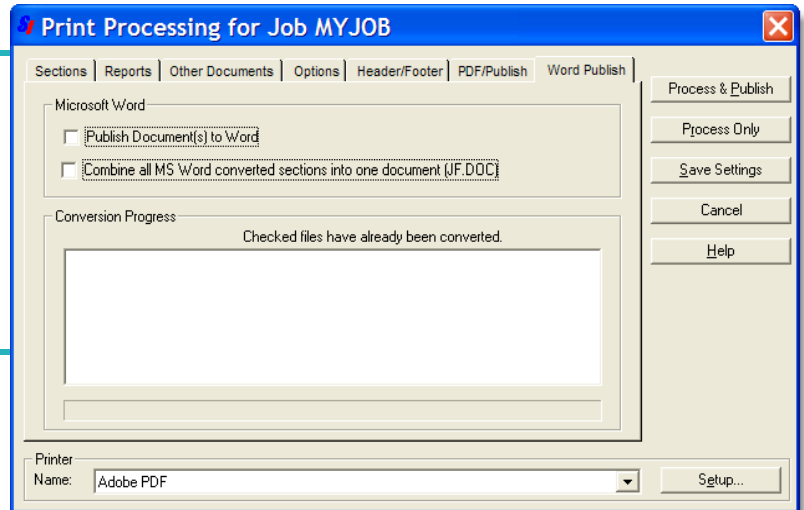 Print Processing for Job MYJOB
Sections Reports Other Documents Options Header/Footer PDF/Publish Word Publish
Process & Publish
Microsoft Word
Publish Document(s) to Word
Process Only
Combine all MS Word converted sections into one document (JF.DOC)
Save Settings
Cancel
Conversion Progress
Checked files have already been converted.
Help
Printer
Name: Adobe PDF Setup...